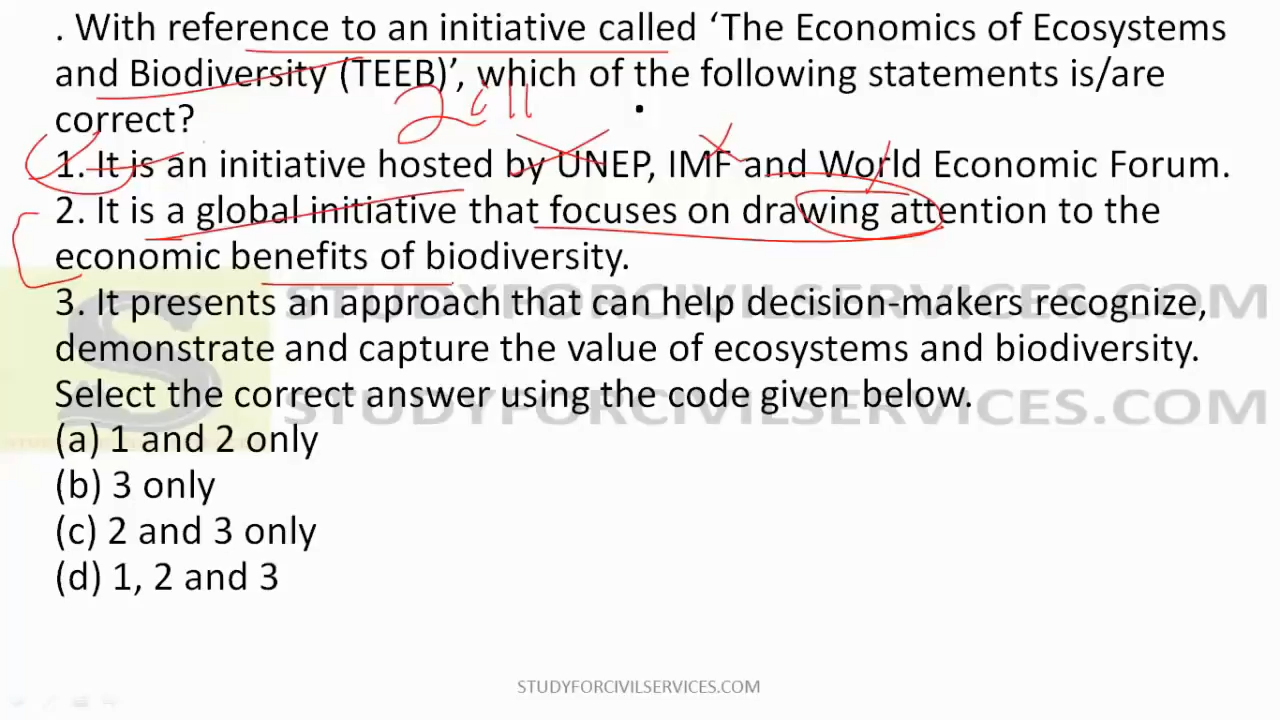 . With reference to an initiative called ‘The Economics of Ecosystems
and Biodiversity (TEEB)’, which of the following statements is/are
correct?
1. It is an initiative hosted by UNEP, IMF and World Economic Forum.
2. It is a global initiative that focuses on drawing attention to the
economic benefits of biodiversity.
3. It presents an approach that can help decision-makers recognize,
demonstrate and capture the value of ecosystems and biodiversity.
Select the correct answer using the code given below.
(a) 1 and 2 only
(b) 3 only
(c) 2 and 3 only
(d) 1, 2 and 3
STUDYFORCIVILSERVICES.COM
STUDYFORCIVILSERVICES.COM
STUDYFORCIVILSERVICES.COM